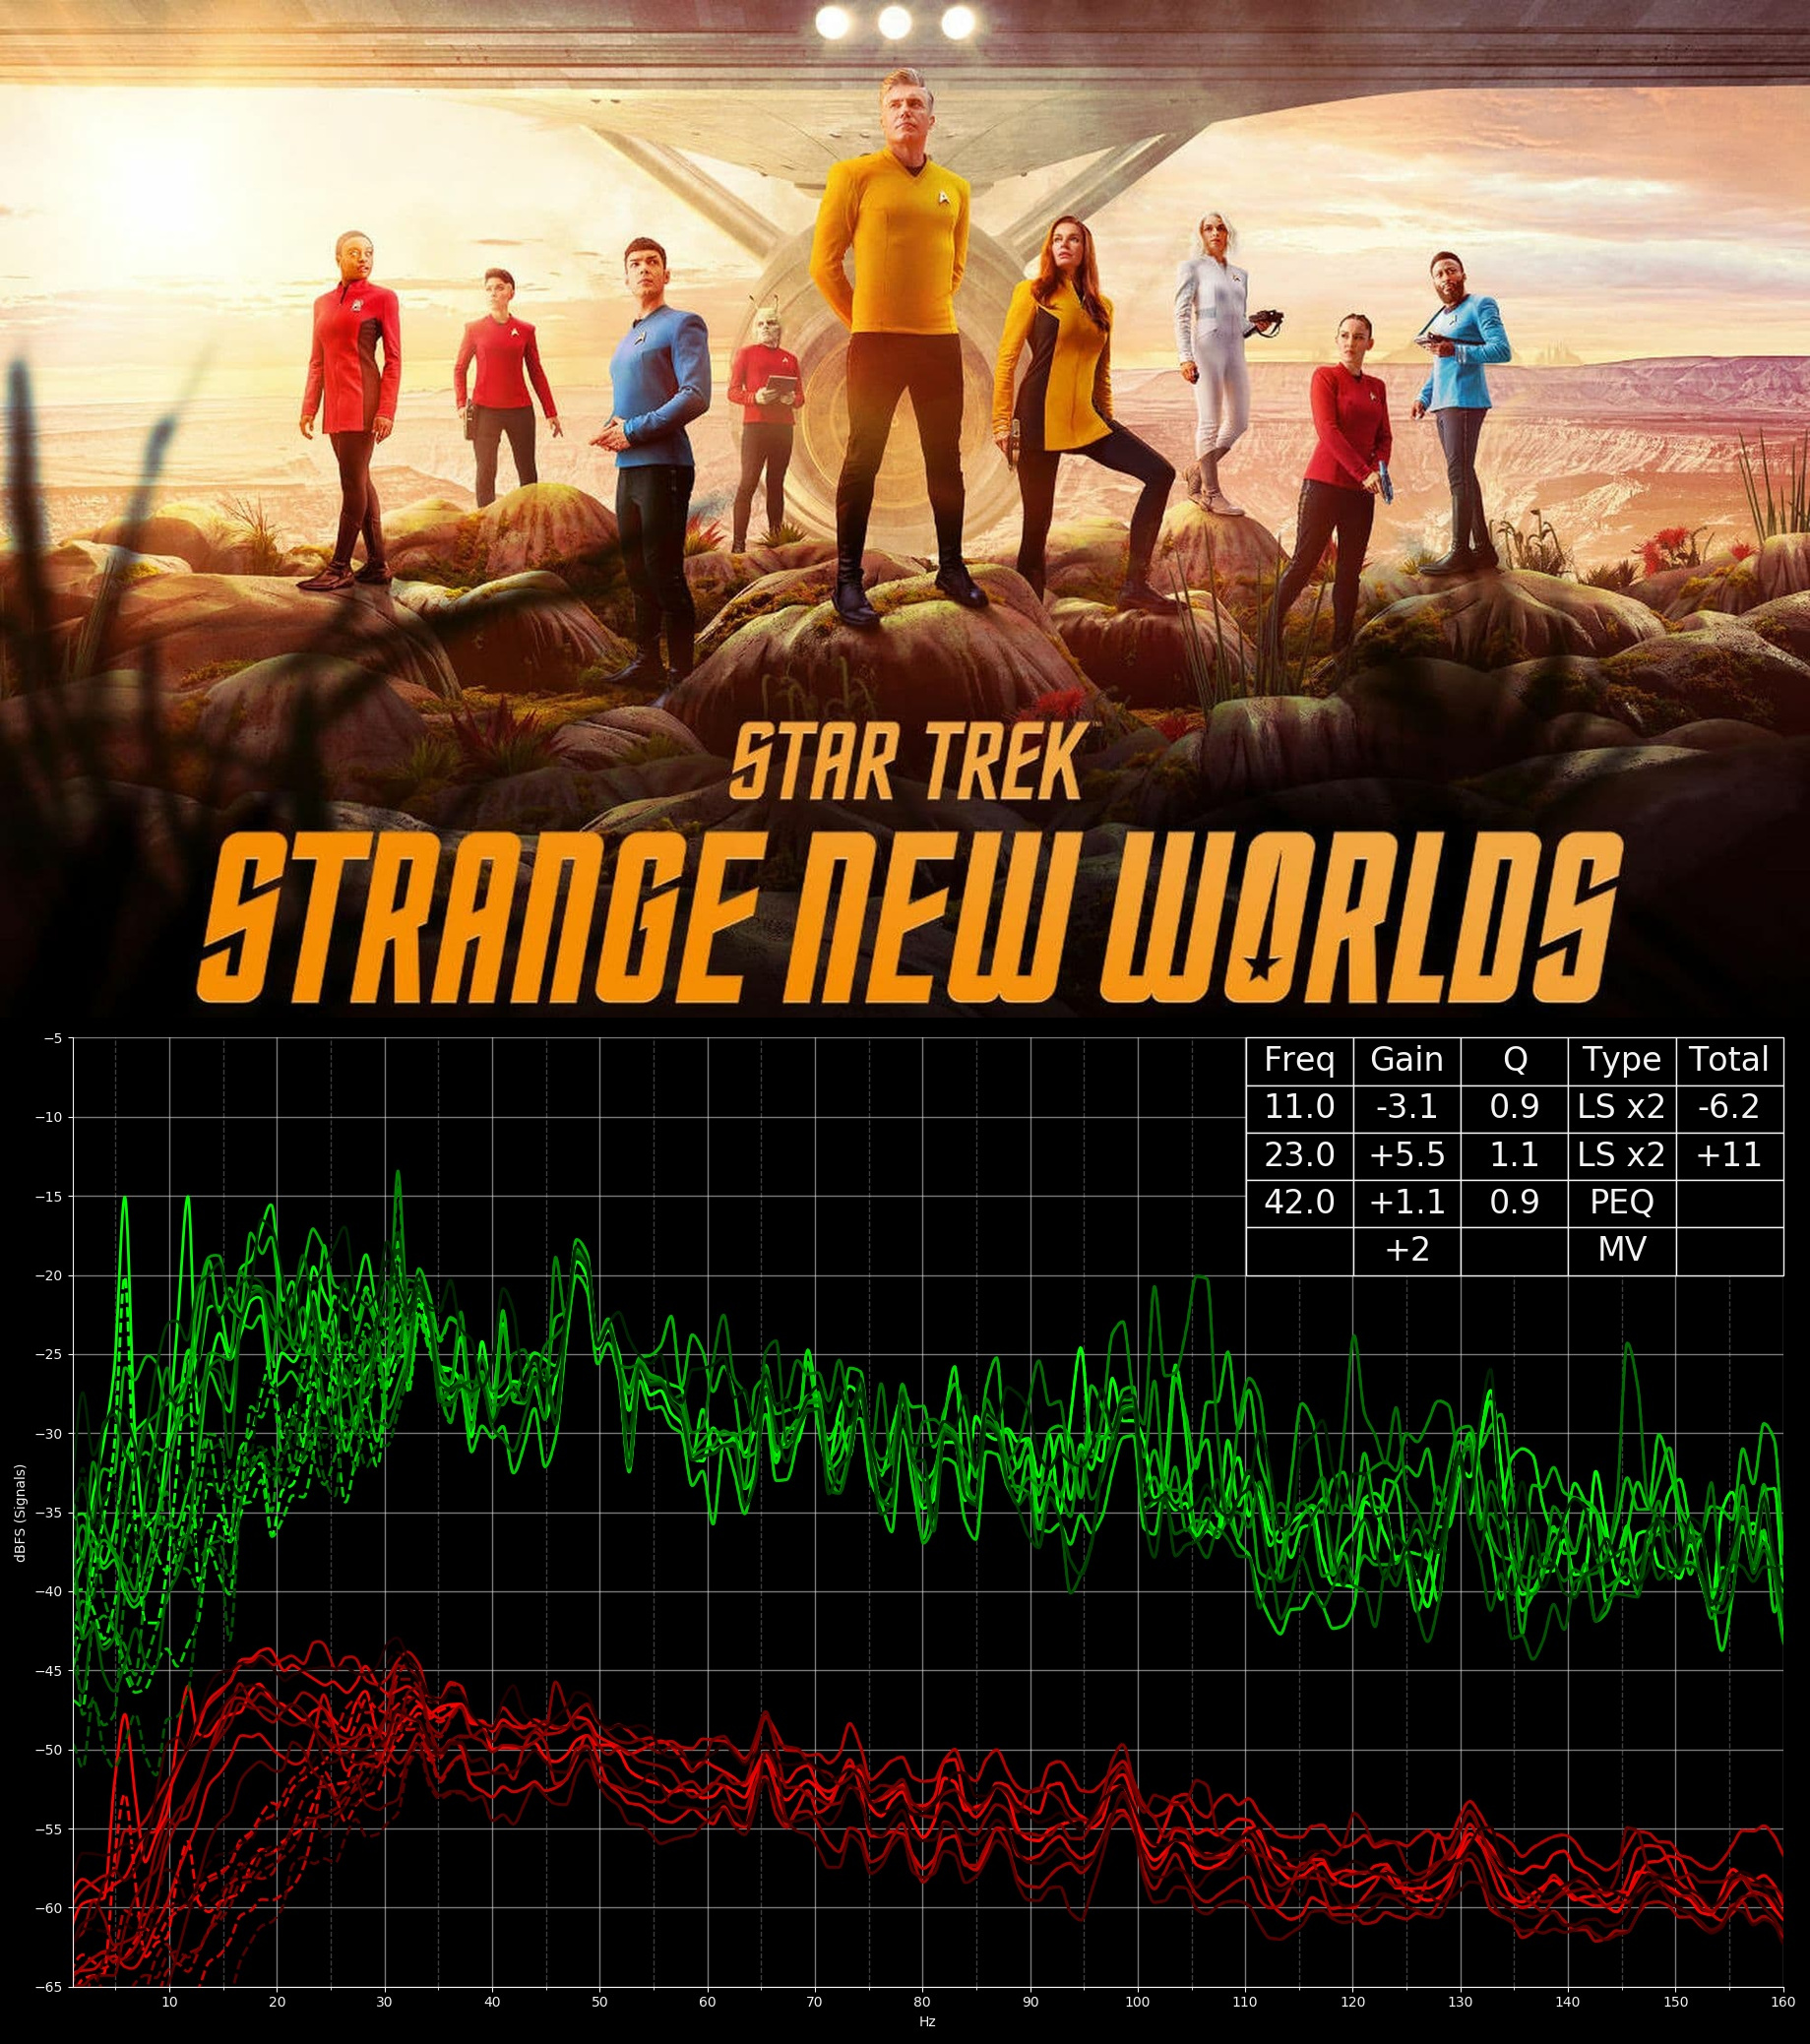 STAR TREK
STRANGE NEW WORLDS
Freq Gain Q Type Total
11.0 -3.1 0.9 LS x2 -6.2
23.0 +5.5 1.1 LS x2 +11
42.0 +1.1 0.9 PEQ
+2 MV
−5
−10
−15
−20
−25
−30
−35
−40
−45
−50
−55
−60
−65
dBFS (Signals)
10 20 30 40 50 60 70 80 90 100 110 120 130 140 150 160
Hz